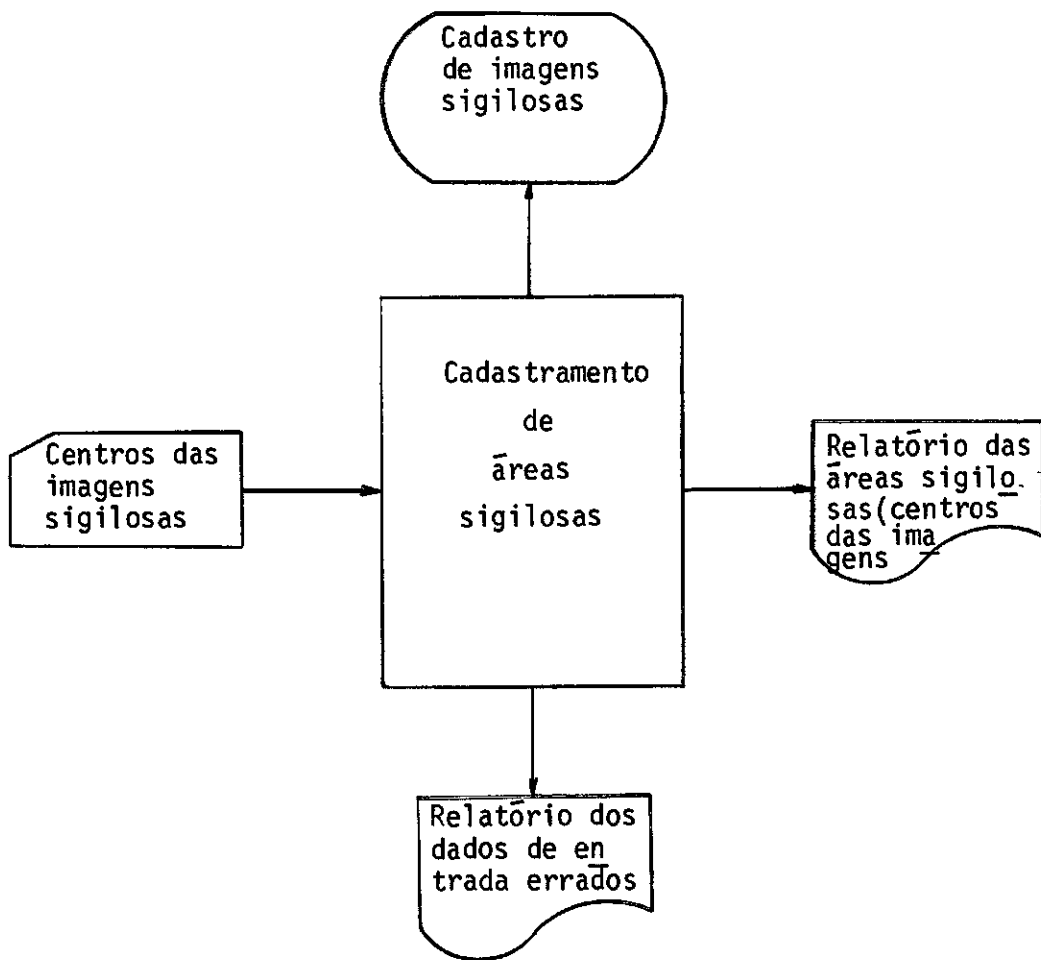 Cadastro
de imagens
sigilosas
Cadastramento
de
áreas
sigilosas
Centros das
imagens
sigilosas
Relatório das
áreas sigilo
sas(centros
das ima
gens
Relatório dos
dados de en
trada errados